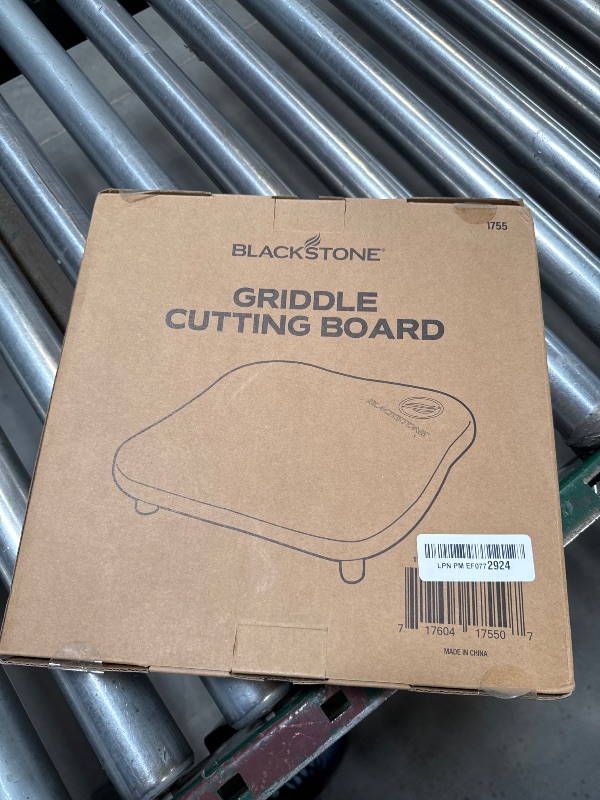 1755
BLACKSTONE®
GRIDDLE
CUTTING BOARD
BLACKSTONE
LPN PM EF0772924
7 17604 17550 7
MADE IN CHINA